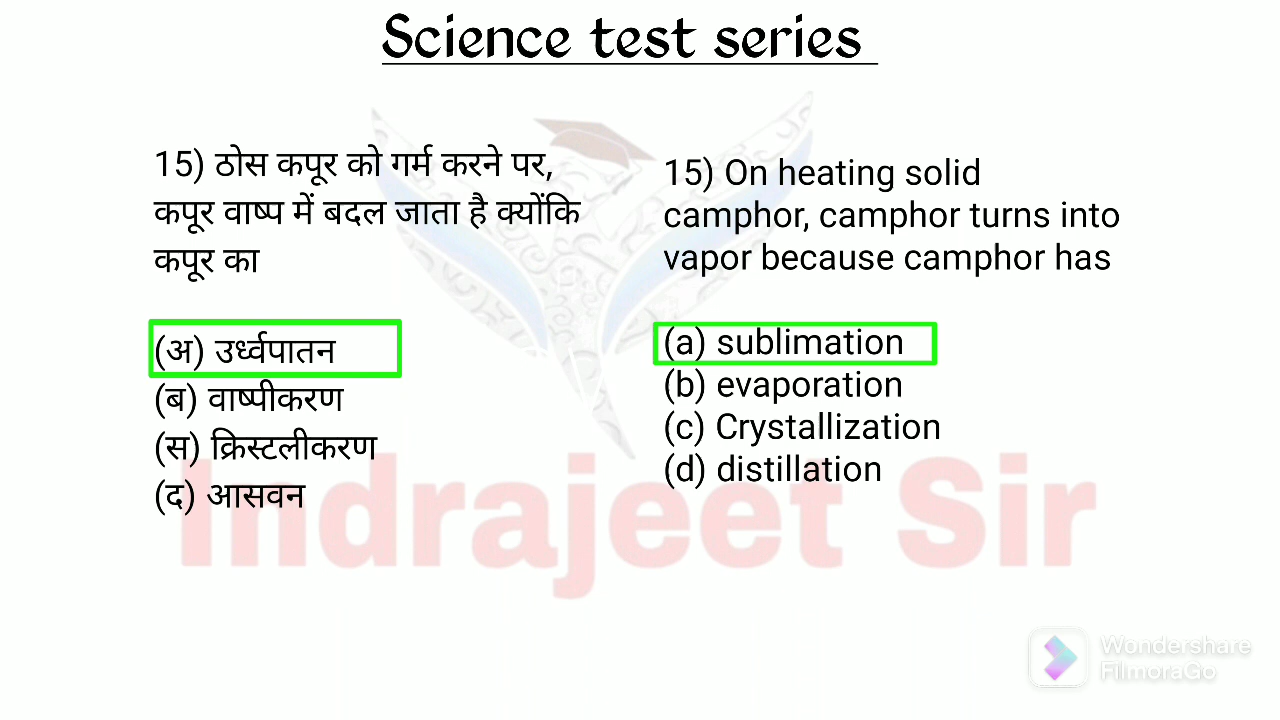 Science test series
15) ठोस कपूर को गर्म करने पर,
कपूर वाष्प में बदल जाता है क्योंकि
कपूर का
(अ) उर्ध्वपातन
(ब) वाष्पीकरण
(स) क्रिस्टलीकरण
(द) आसवन
15) On heating solid
camphor, camphor turns into
vapor because camphor has
(a) sublimation
(b) evaporation
(c) Crystallization
(d) distillation
Indrajeet Sir
Wondershare
FilmoraGo